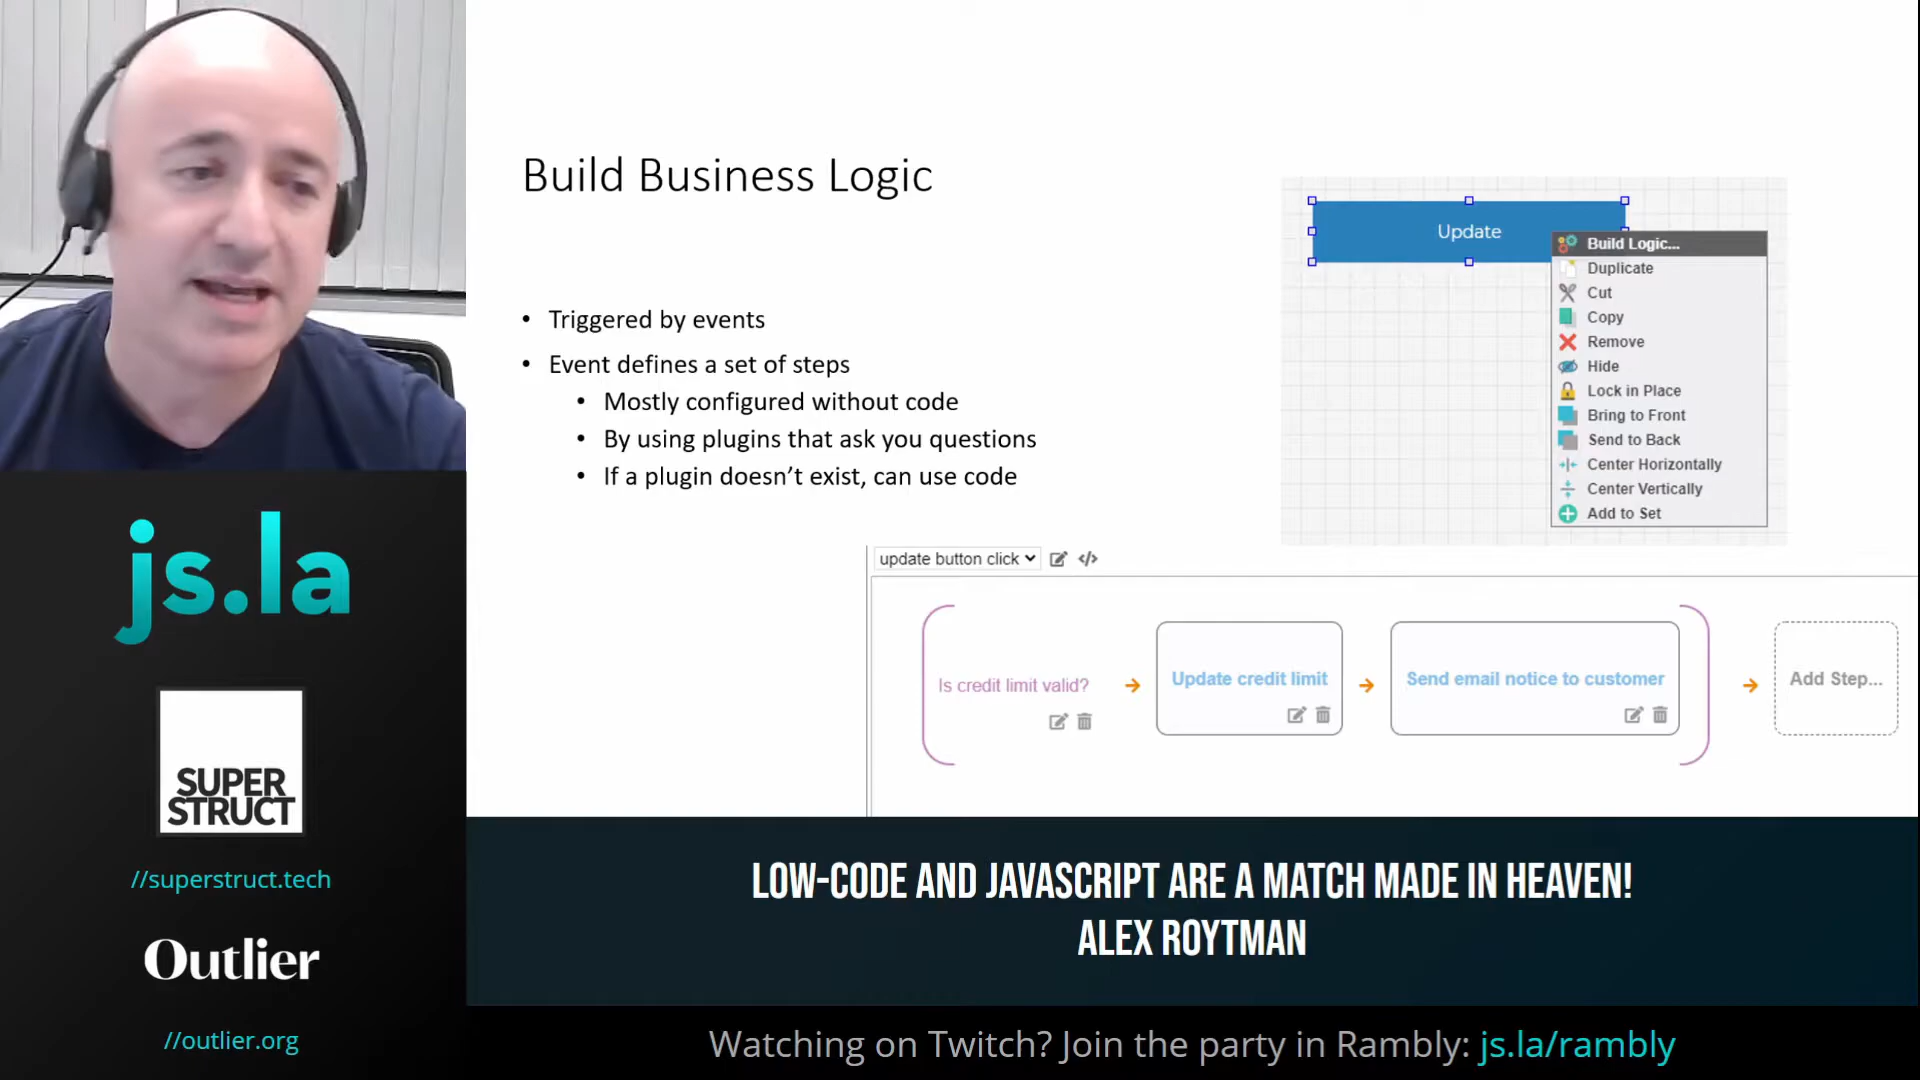 Build Business Logic
• Triggered by events
• Event defines a set of steps
• Mostly configured without code
• By using plugins that ask you questions
• If a plugin doesn't exist, can use code
Update
Build Logic...
Duplicate
Cut
Copy
Remove
Hide
Lock in Place
Bring to Front
Send to Back
Center Horizontally
Center Vertically
Add to Set
update button click </>
Is credit limit valid?
Update credit limit
Send email notice to customer
Add Step...
js.la
SUPER
STRUCT
//superstruct.tech
Outlier
//outlier.org
LOW-CODE AND JAVASCRIPT ARE A MATCH MADE IN HEAVEN!
ALEX ROYTMAN
Watching on Twitch? Join the party in Rambly: js.la/rambly